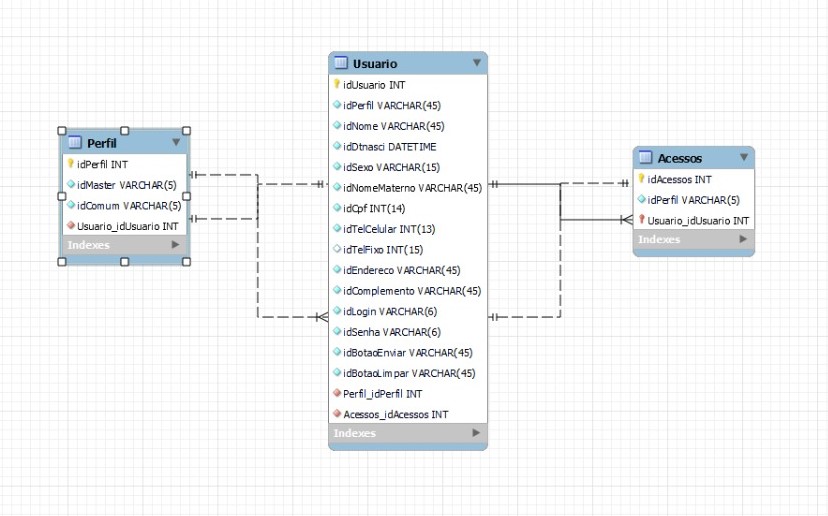 Perfil
idPerfil INT
idMaster VARCHAR(5)
idComum VARCHAR(5)
Usuario_idUsuario INT
Indexes
Usuario
idUsuario INT
idPerfil VARCHAR(45)
idNome VARCHAR(45)
idDtnasci DATETIME
idSexo VARCHAR(15)
idNomeMaterno VARCHAR(45)
idCpf INT(14)
idTelCelular INT(13)
idTelFixo INT(15)
idEndereco VARCHAR(45)
idComplemento VARCHAR(45)
idLogin VARCHAR(6)
idSenha VARCHAR(6)
idBotaoEnviar VARCHAR(45)
idBotaoLimpar VARCHAR(45)
Perfil_idPerfil INT
Acessos_idAcessos INT
Indexes
Acessos
idAcessos INT
idPerfil VARCHAR(5)
Usuario_idUsuario INT
Indexes